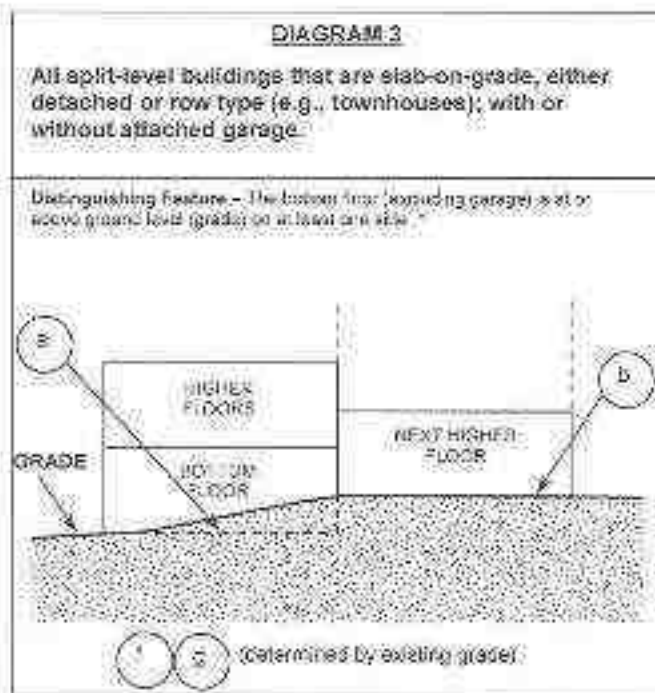 DIAGRAM 3
All split-level buildings that are slab-on-grade, either
detached or row type (e.g., townhouses); with or
without attached garage.
Distinguishing Feature – The bottom floor (excluding garage) is at or
above ground level (grade) on at least one side. *
a
b
HIGHER
FLOORS
NEXT HIGHER
FLOOR
BOTTOM
FLOOR
GRADE
(determined by existing grade)